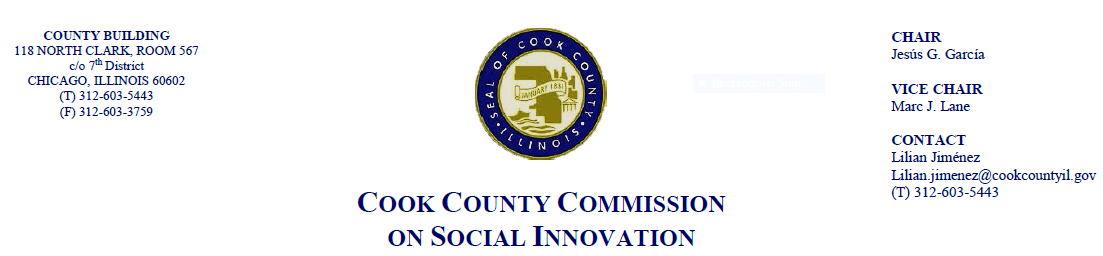 COUNTY BUILDING
118 NORTH CLARK, ROOM 567
c/o 7th District
CHICAGO, ILLINOIS 60602
(T) 312-603-5443
(F) 312-603-3759
SEAL OF COOK COUNTY
JANUARY 1831
ILLINOIS
COOK COUNTY COMMISSION
ON SOCIAL INNOVATION
CHAIR
Jesús G. García
VICE CHAIR
Marc J. Lane
CONTACT
Lilian Jiménez
Lilian.jimenez@cookcountyil.gov
(T) 312-603-5443